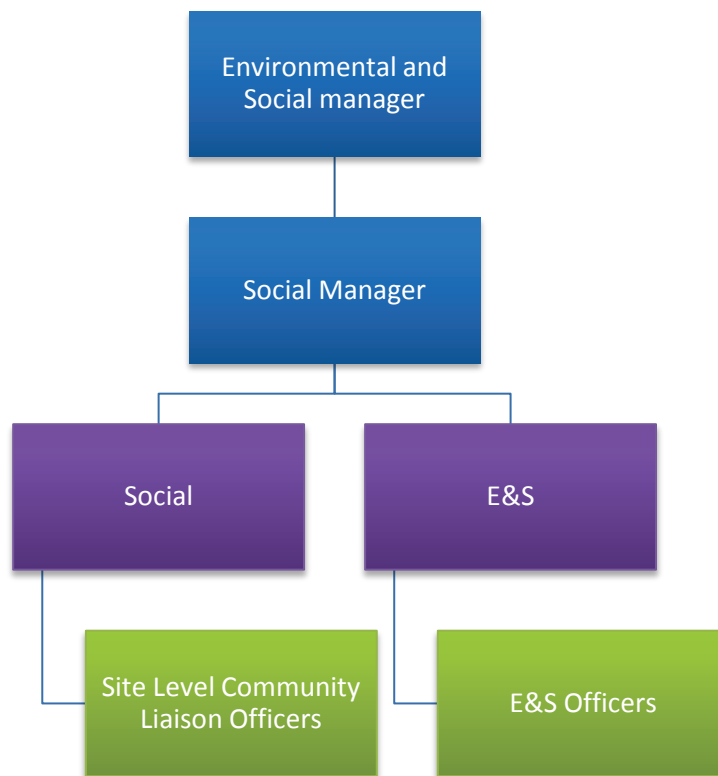 Environmental and
Social manager
Social Manager
Social
E&S
Site Level Community
Liaison Officers
E&S Officers